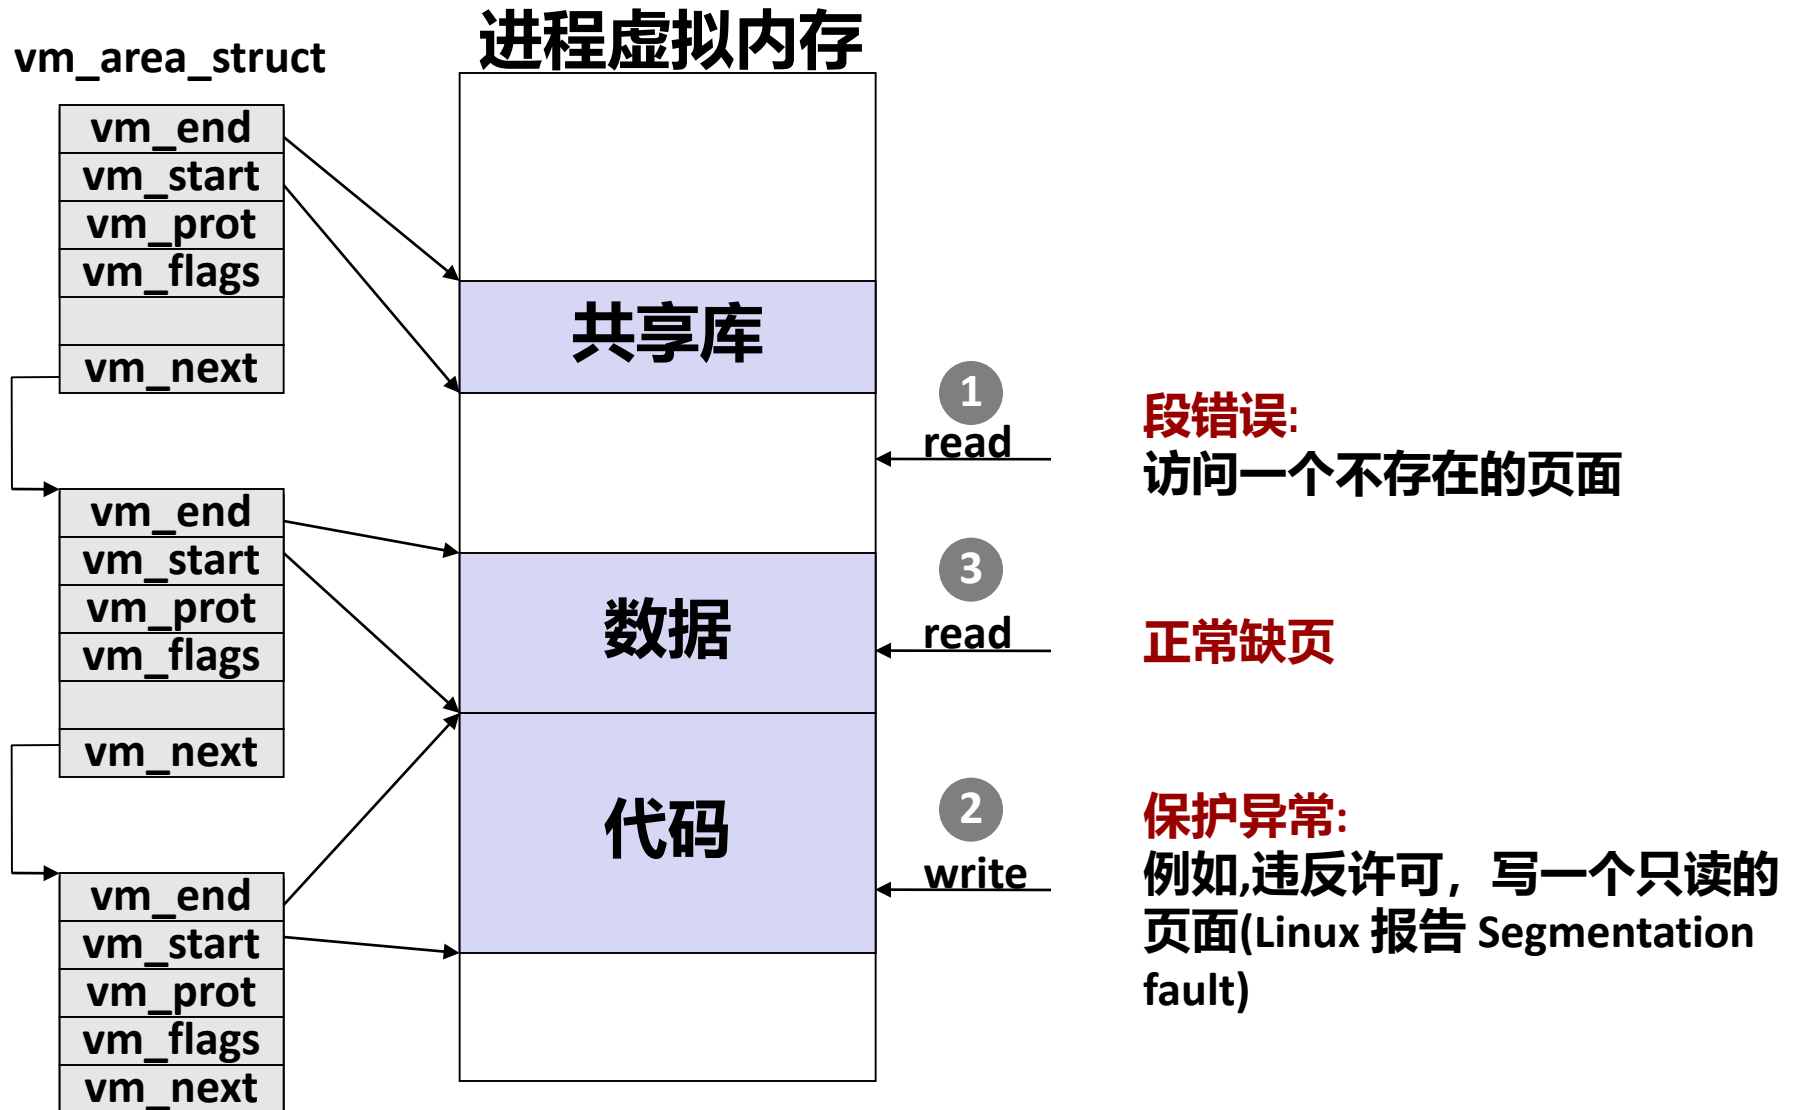 进程虚拟内存
vm_area_struct
vm_end
vm_start
vm_prot
vm_flags
vm_next
vm_end
vm_start
vm_prot
vm_flags
vm_next
vm_end
vm_start
vm_prot
vm_flags
vm_next
共享库
数据
代码
1
read
3
read
2
write
段错误:
访问一个不存在的页面
正常缺页
保护异常:
例如,违反许可，写一个只读的
页面(Linux 报告 Segmentation
fault)